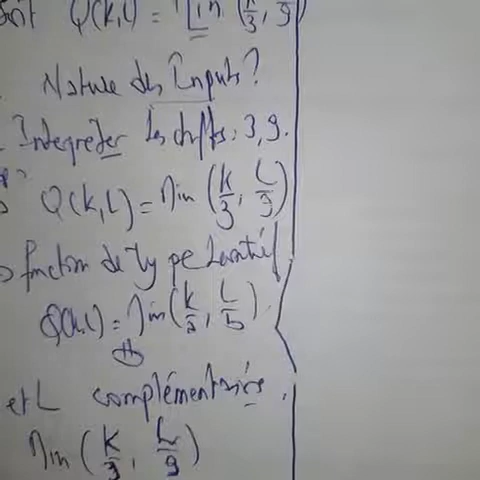 Soit Q(K,L) = Min (K/3, L/9)
Nature des Inputs?
Interpréter les chiffres: 3, 9.
Q(K,L) = Min (K/3, L/9)
fonction de Type
Q(K,L) = Min (K/a, L/b)
et L complémentaires.
Min (K/3, L/9)